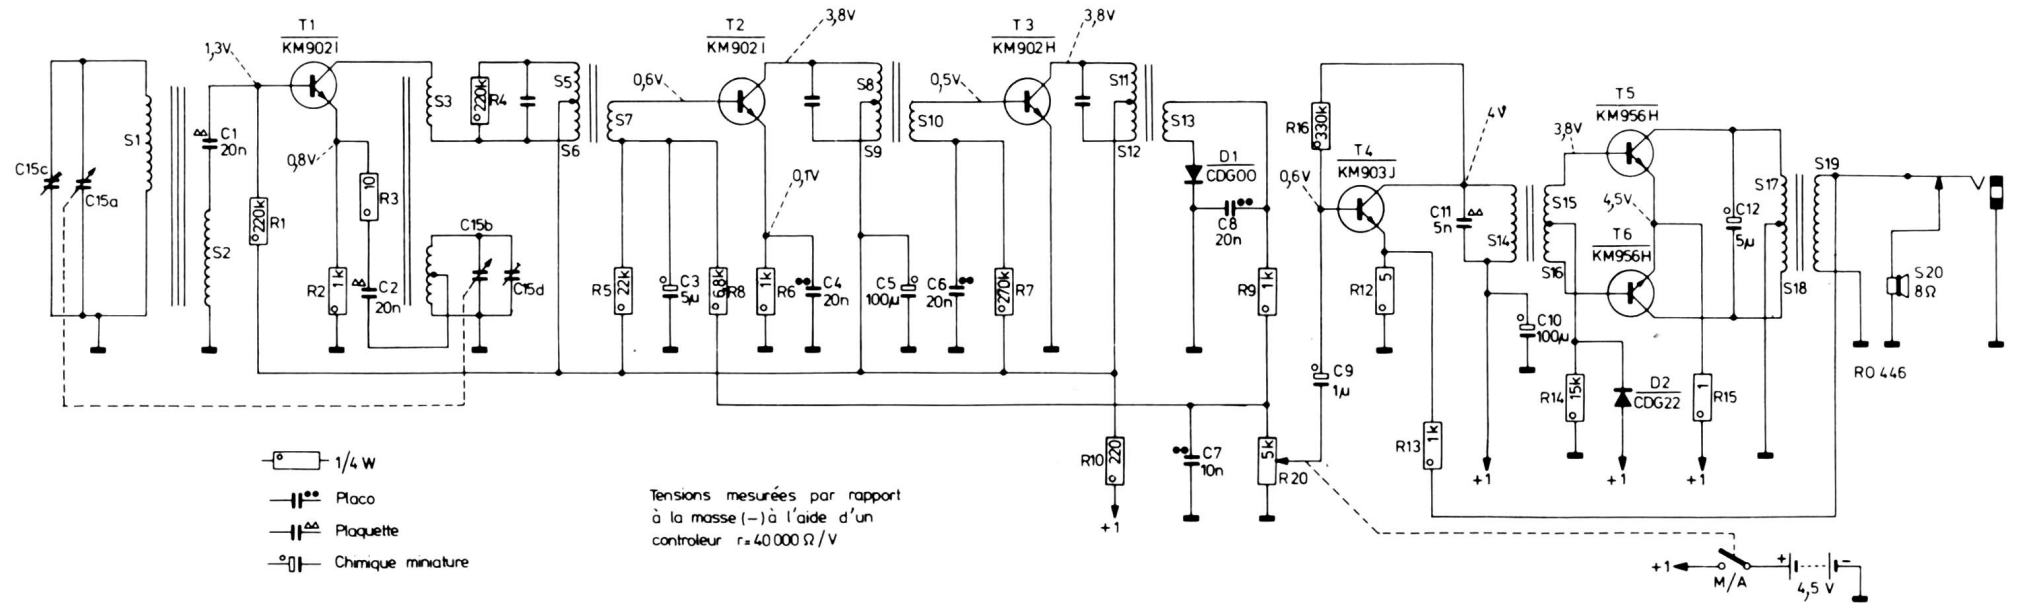 T1
KM902I
1,3V
T2
KM902I
3,8V
T3
KM902H
3,8V
T5
KM956H
4V
3,8V
T4
KM903J
S1
C1
20n
R1
220k
S3
R4
220k
S5
0,6V
S7
S8
0,5V
S10
S11
S13
R16
330k
0,8V
R3
10
C15c
C15a
S2
S6
S9
S12
D1
CDG00
C8
20n
0,6V
0,1V
C11
5n
S14
S15
4,5V
T6
KM956H
S16
S17
C12
5µ
S18
S19
S20
8Ω
R2
1k
C2
20n
C15b
C15d
R5
22k
C3
5µ
6,8k
R8
1k
R6
C4
20n
C5
100µ
C6
20n
270k
R7
R9
1k
R12
5
C10
100µ
C9
1µ
R14
15k
D2
CDG22
1
R15
RO 446
R10
220
C7
10n
5k
R20
R13
1k
+1
+1
+1
+1
1/4 W
Placo
Plaquette
Chimique miniature
Tensions mesurées par rapport
à la masse (-) à l'aide d'un
controleur r=40000 Ω/V
+1
M/A
+
-
4,5 V